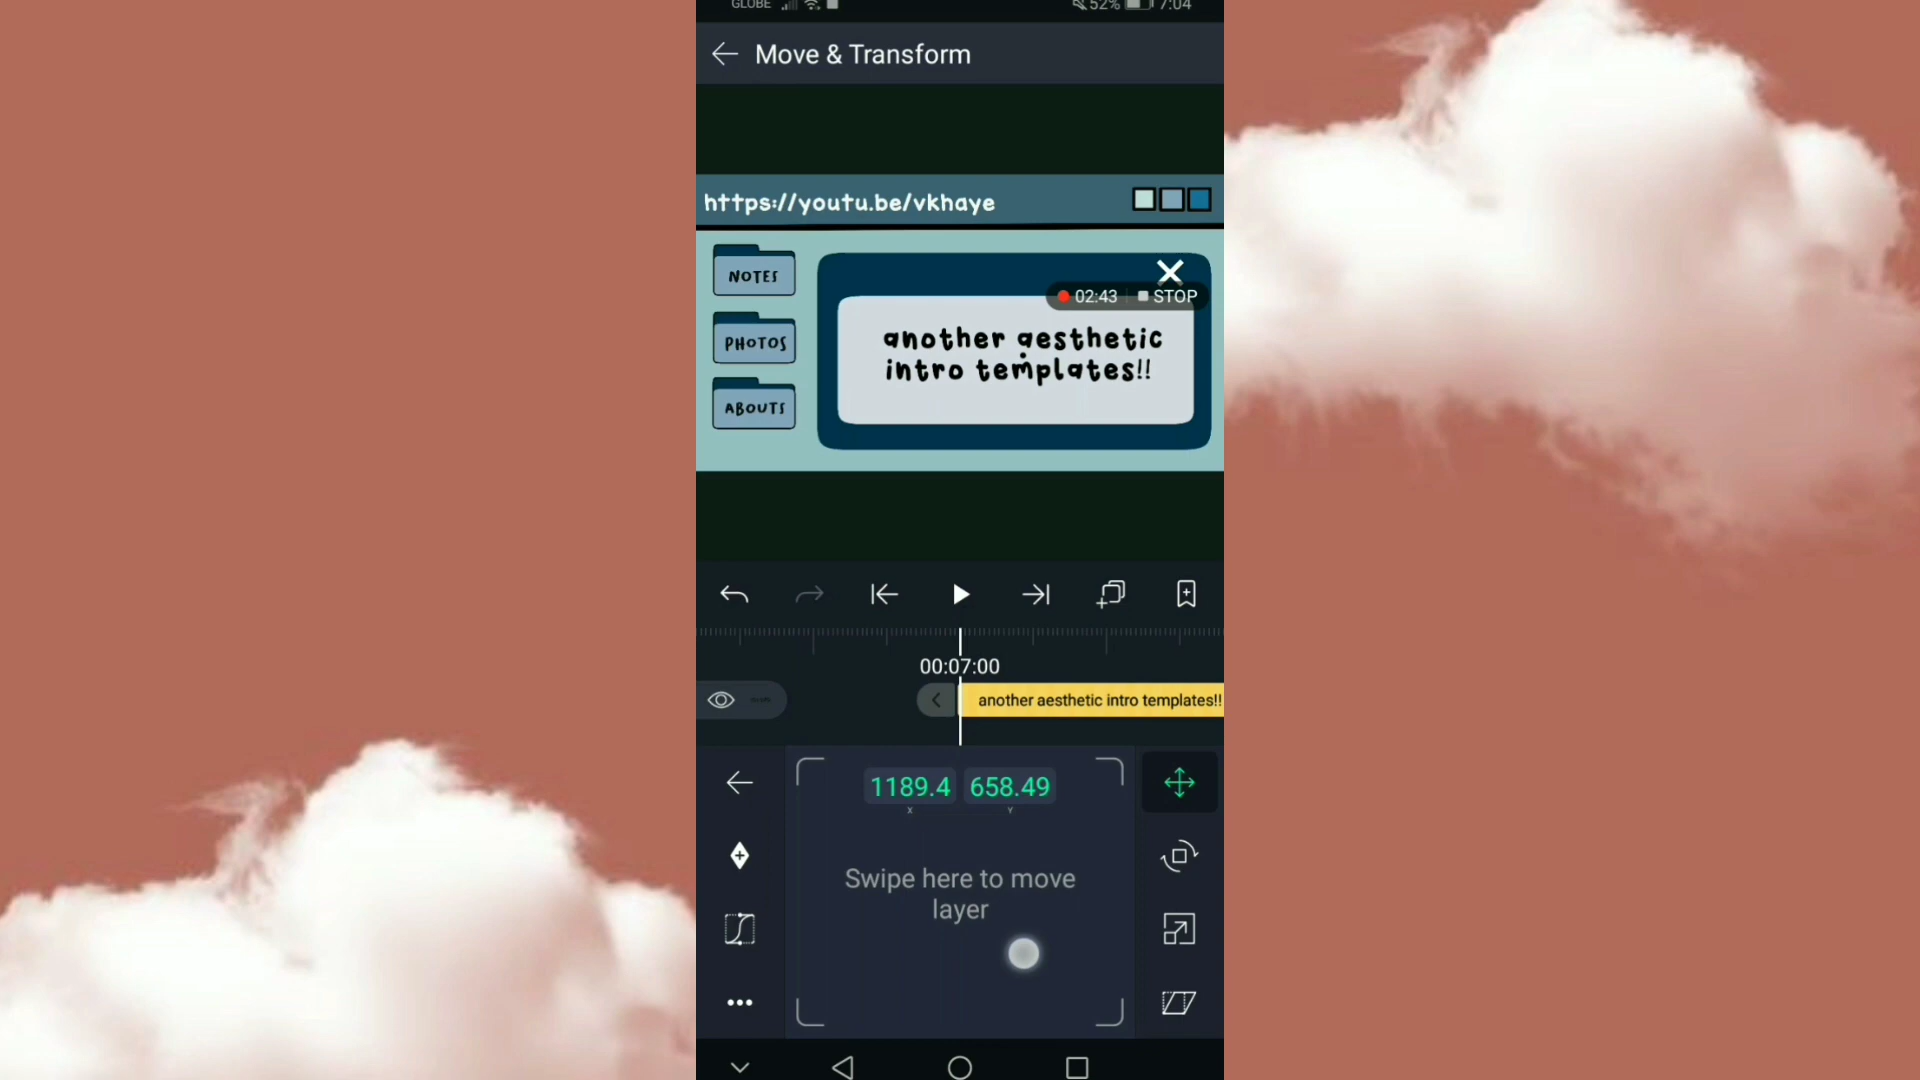 GLOBE 52% 7:04
Move & Transform
https://youtu.be/vkhaye
NOTES
PHOTOS
ABOUTS
02:43 STOP
another aesthetic
intro templates!!
00:07:00
another aesthetic intro templates!!
1189.4 658.49
X Y
Swipe here to move
layer